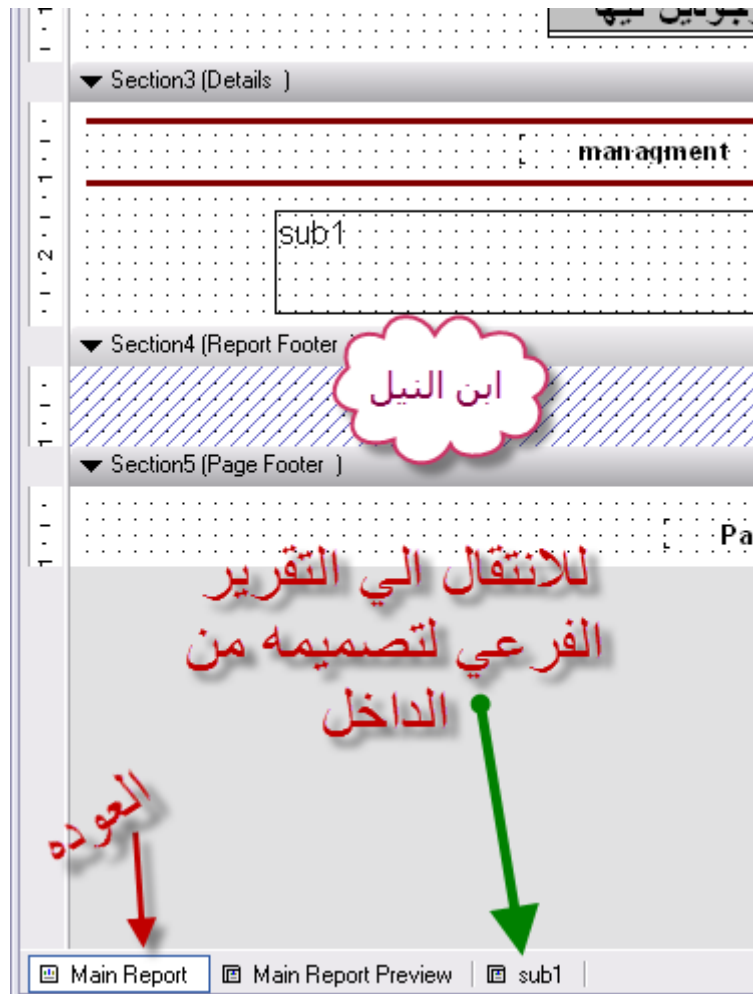 Section3 (Details )
managment
sub1
2
Section4 (Report Footer
ابن النيل
Section5 (Page Footer )
Pa
للانتقال الي التقرير
الفرعي لتصميمه من
الداخل
العوده
Main Report
Main Report Preview
sub1